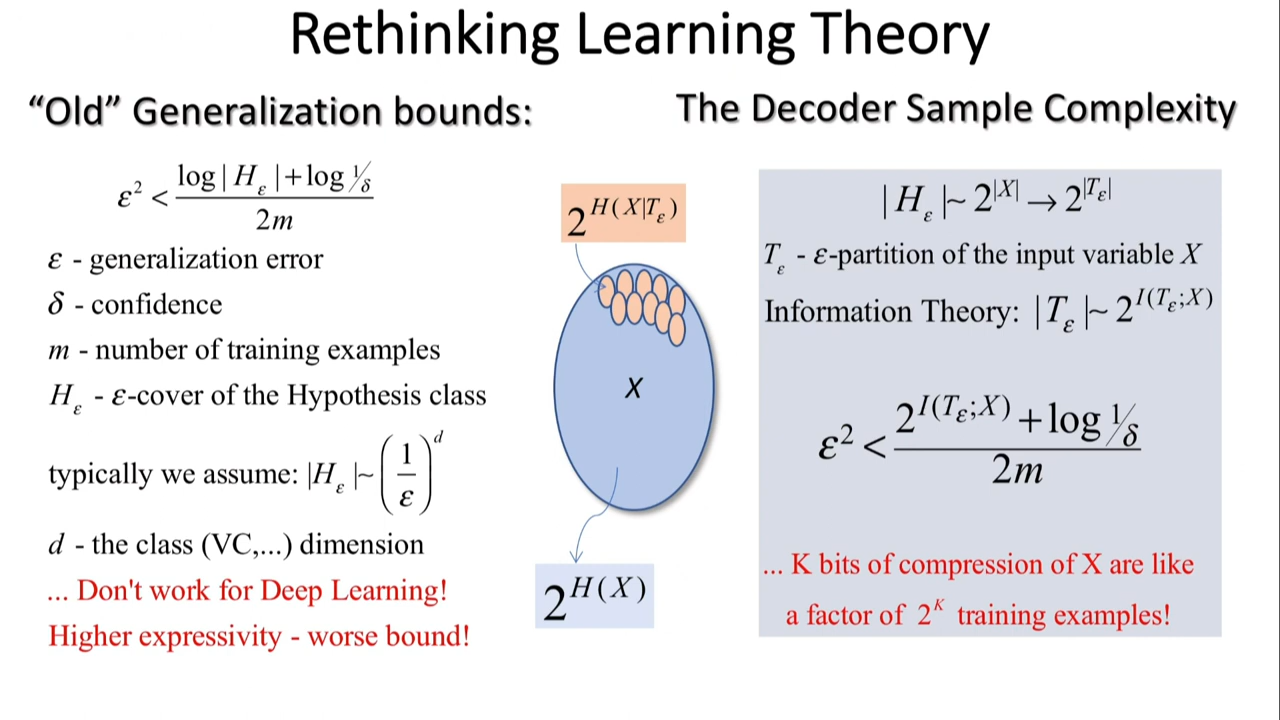 Rethinking Learning Theory
“Old” Generalization bounds:
ε² < (log|H_ε| + log 1/δ) / 2m
ε - generalization error
δ - confidence
m - number of training examples
H_ε - ε-cover of the Hypothesis class
typically we assume: |H_ε| ~ (1/ε)^d
d - the class (VC,...) dimension
... Don't work for Deep Learning!
Higher expressivity - worse bound!
2^{H(X|T_ε)}
X
2^{H(X)}
The Decoder Sample Complexity
|H_ε| ~ 2^{|X|} → 2^{|T_ε|}
T_ε - ε-partition of the input variable X
Information Theory: |T_ε| ~ 2^{I(T_ε;X)}
ε² < (2^{I(T_ε;X)} + log 1/δ) / 2m
... K bits of compression of X are like
a factor of 2^K training examples!